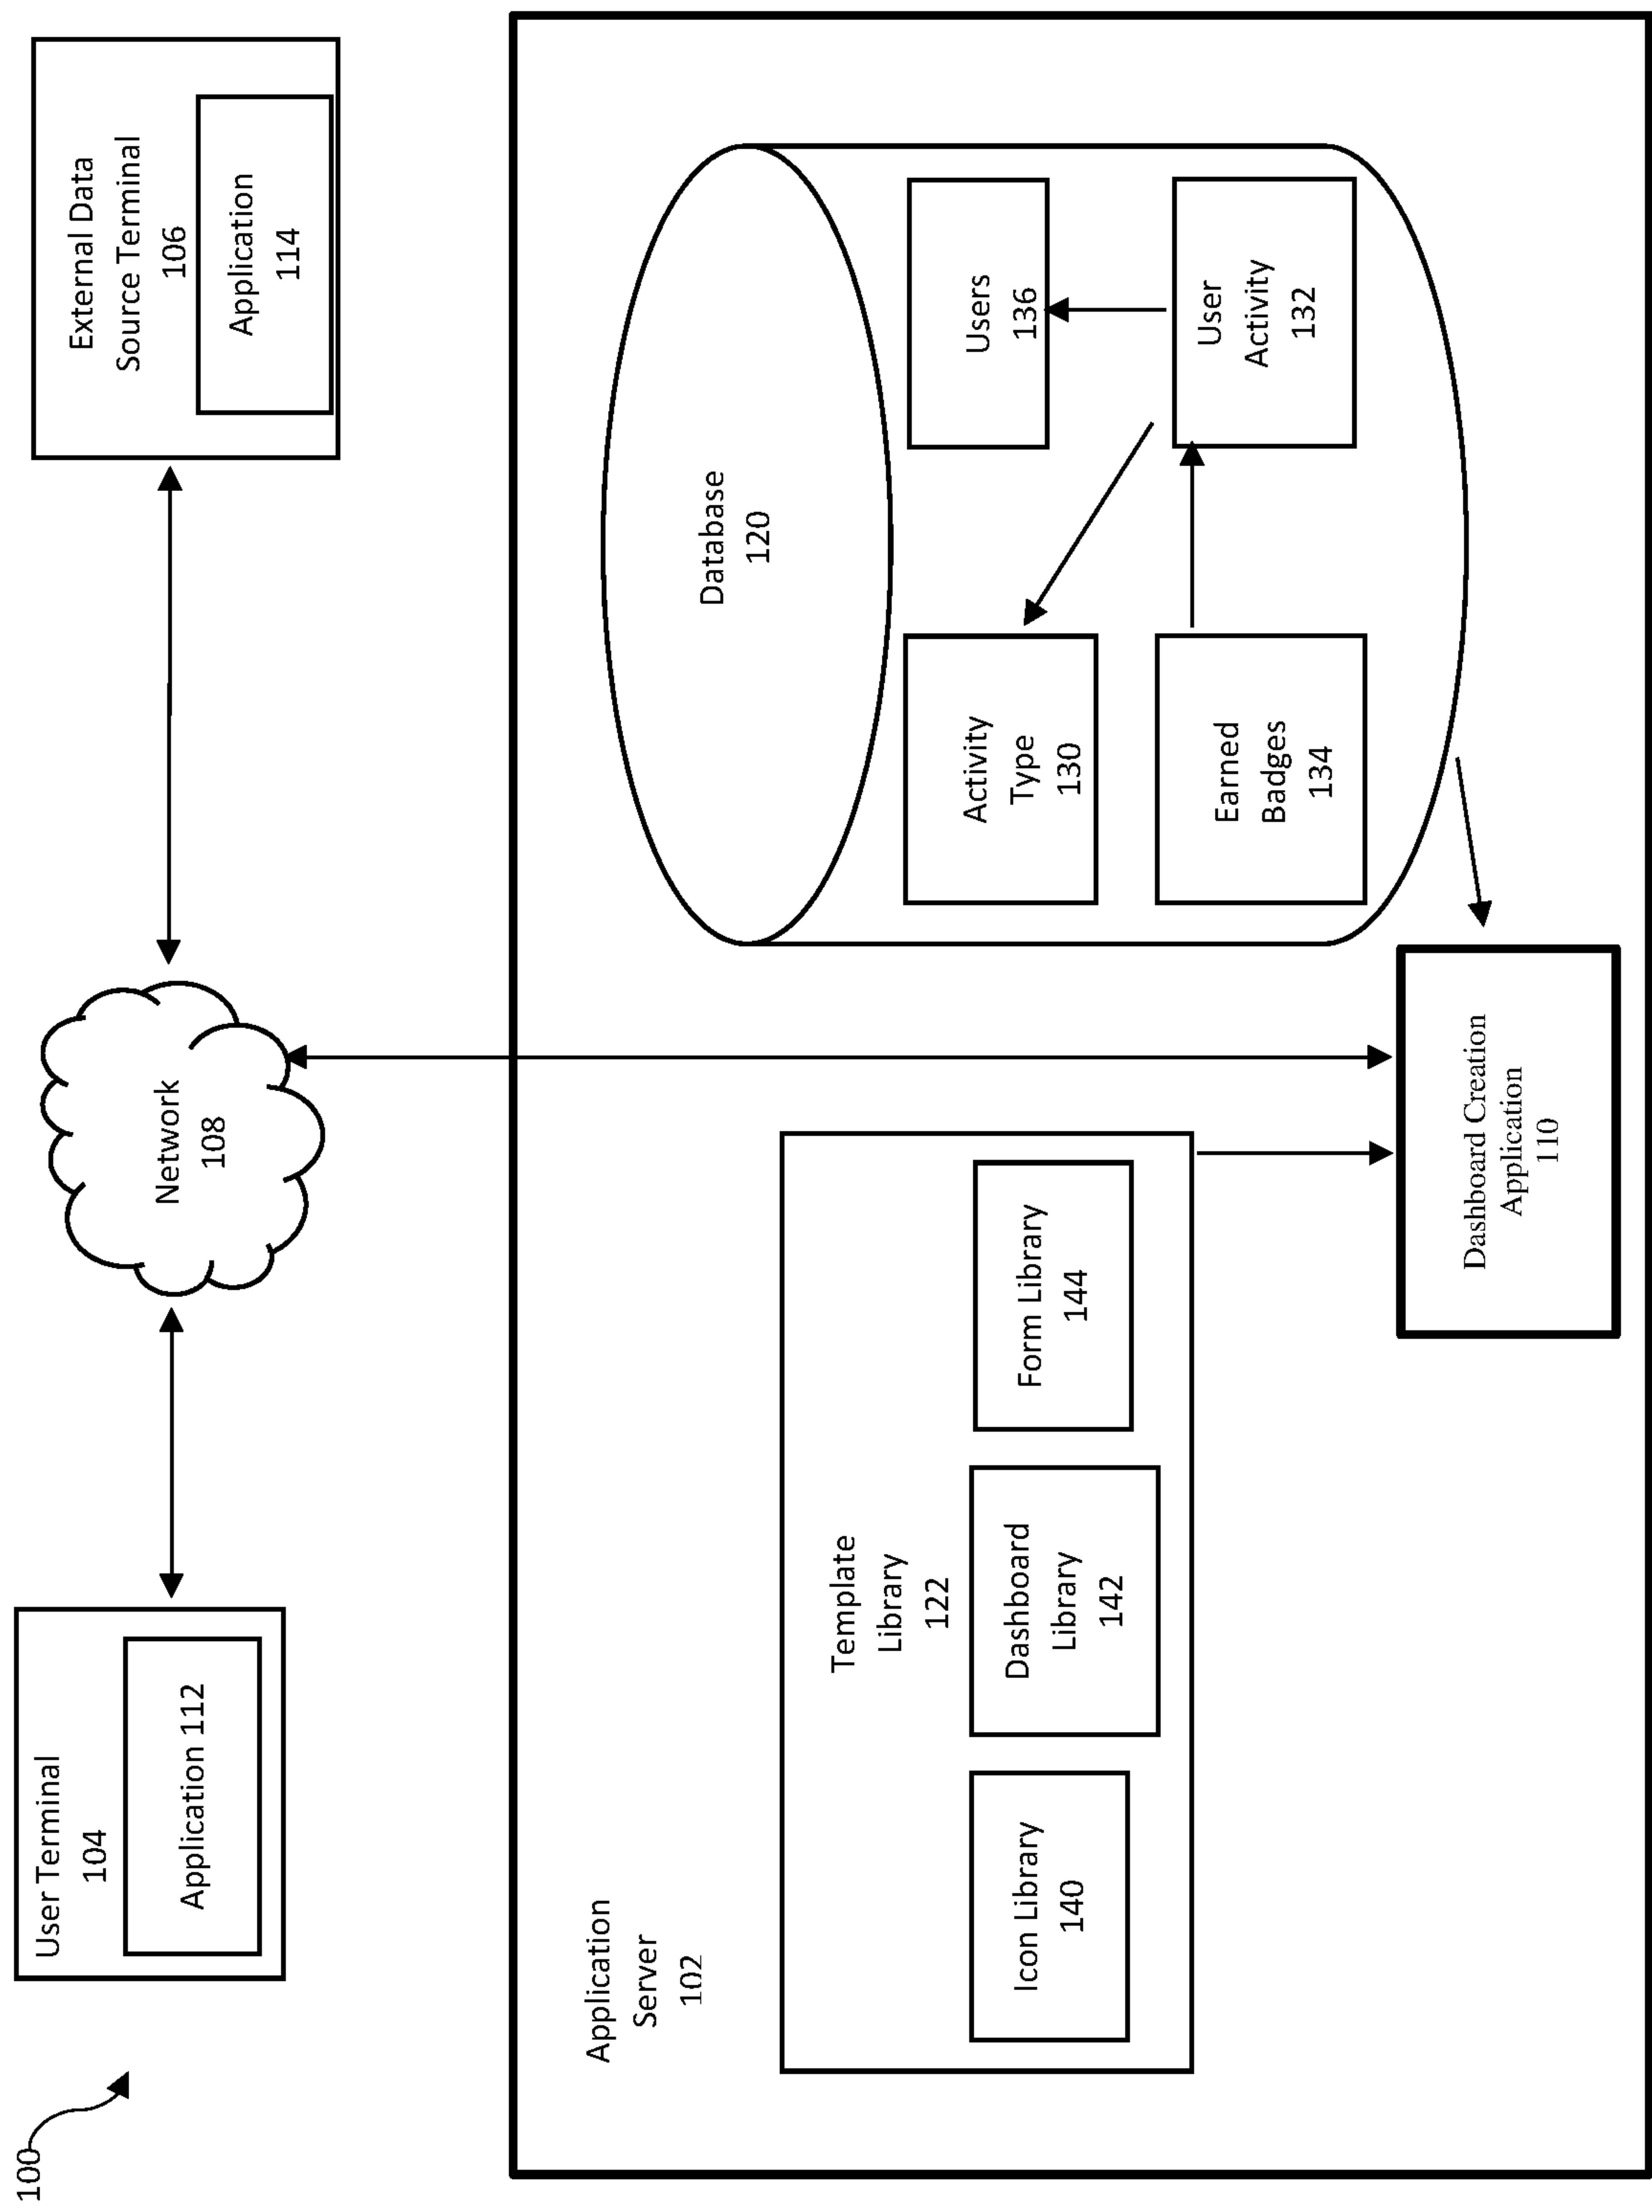 100
User Terminal
104
Application 112
Network
108
External Data
Source Terminal
106
Application
114
Application
Server
102
Template
Library
122
Icon Library
140
Dashboard
Library
142
Form Library
144
Database
120
Activity
Type
130
Users
136
Earned
Badges
134
User
Activity
132
Dashboard Creation
Application
110